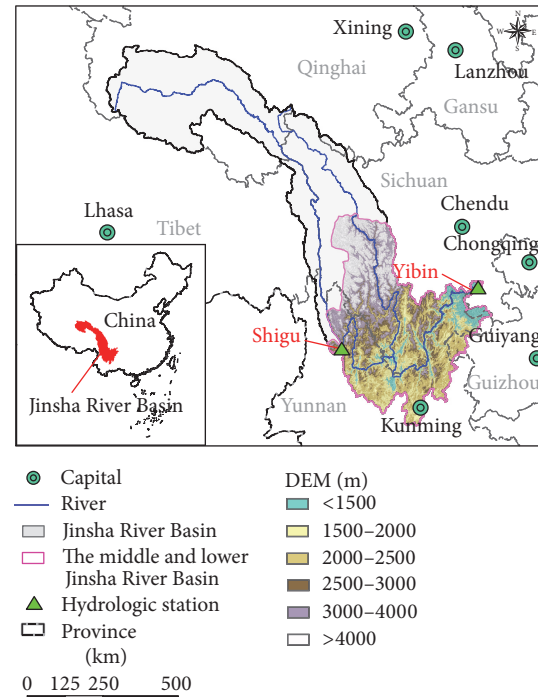 Xining
N
W E
S
Qinghai
Lanzhou
Gansu
Sichuan
Lhasa
Tibet
Chendu
Chongqing
Yibin
China
Shigu
Guiyang
Jinsha River Basin
Yunnan
Guizhou
Kunming
Capital
River
Jinsha River Basin
The middle and lower
Jinsha River Basin
Hydrologic station
Province
(km)
0 125 250 500
DEM (m)
<1500
1500–2000
2000–2500
2500–3000
3000–4000
>4000